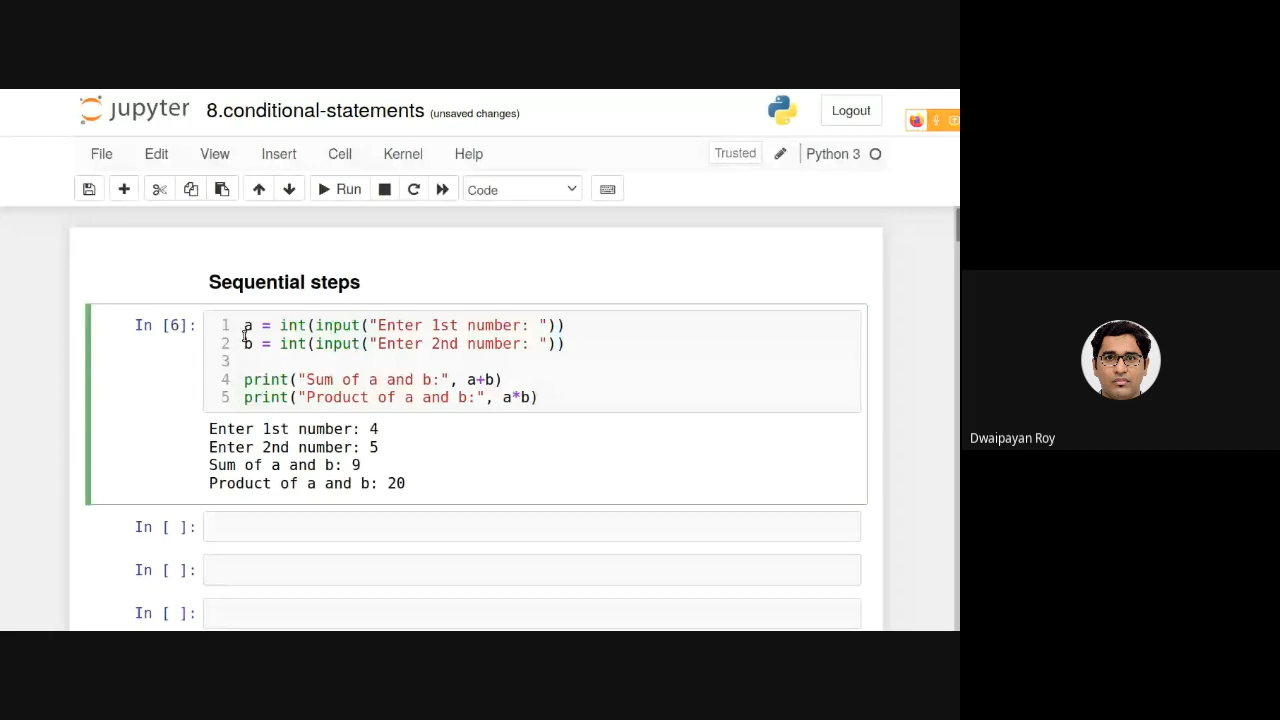 jupyter 8.conditional-statements (unsaved changes) Logout
File Edit View Insert Cell Kernel Help Trusted Python 3
Run Code
Sequential steps
In [6]:
1 a = int(input("Enter 1st number: "))
2 b = int(input("Enter 2nd number: "))
3
4 print("Sum of a and b:", a+b)
5 print("Product of a and b:", a*b)
Enter 1st number: 4
Enter 2nd number: 5
Sum of a and b: 9
Product of a and b: 20
In [ ]:
In [ ]:
In [ ]:
Dwaipayan Roy